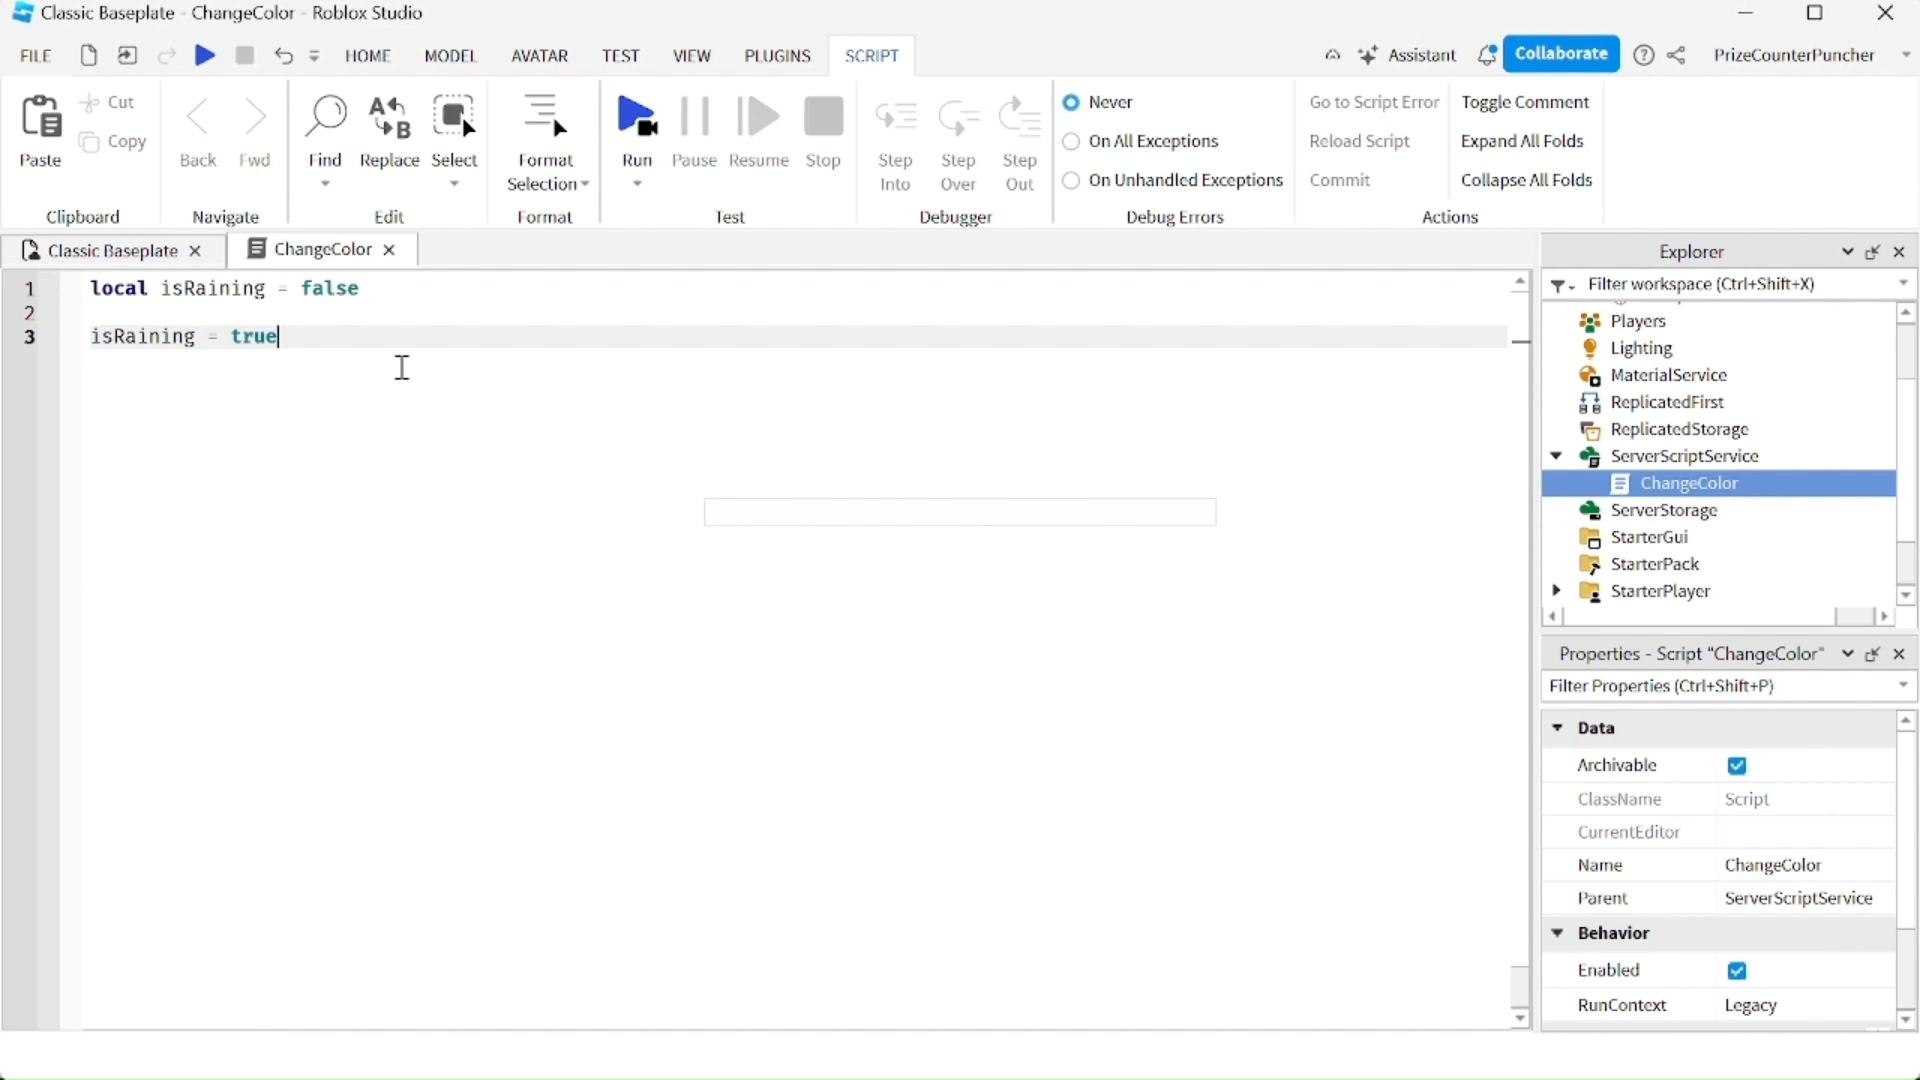 Classic Baseplate - ChangeColor - Roblox Studio
FILE HOME MODEL AVATAR TEST VIEW PLUGINS SCRIPT Assistant Collaborate PrizeCounterPuncher
Paste Cut Copy
Clipboard
Back Fwd
Navigate
Find Replace Select
Edit
Format Selection
Format
Run Pause Resume Stop
Test
Step Into Step Over Step Out
Debugger
Never
On All Exceptions
On Unhandled Exceptions
Debug Errors
Go to Script Error Toggle Comment
Reload Script Expand All Folds
Commit Collapse All Folds
Actions
Classic Baseplate ChangeColor
1 local isRaining = false
2
3 isRaining = true
Explorer
Filter workspace (Ctrl+Shift+X)
Players
Lighting
MaterialService
ReplicatedFirst
ReplicatedStorage
ServerScriptService
ChangeColor
ServerStorage
StarterGui
StarterPack
StarterPlayer
Properties - Script "ChangeColor"
Filter Properties (Ctrl+Shift+P)
Data
Archivable
ClassName Script
CurrentEditor
Name ChangeColor
Parent ServerScriptService
Behavior
Enabled
RunContext Legacy